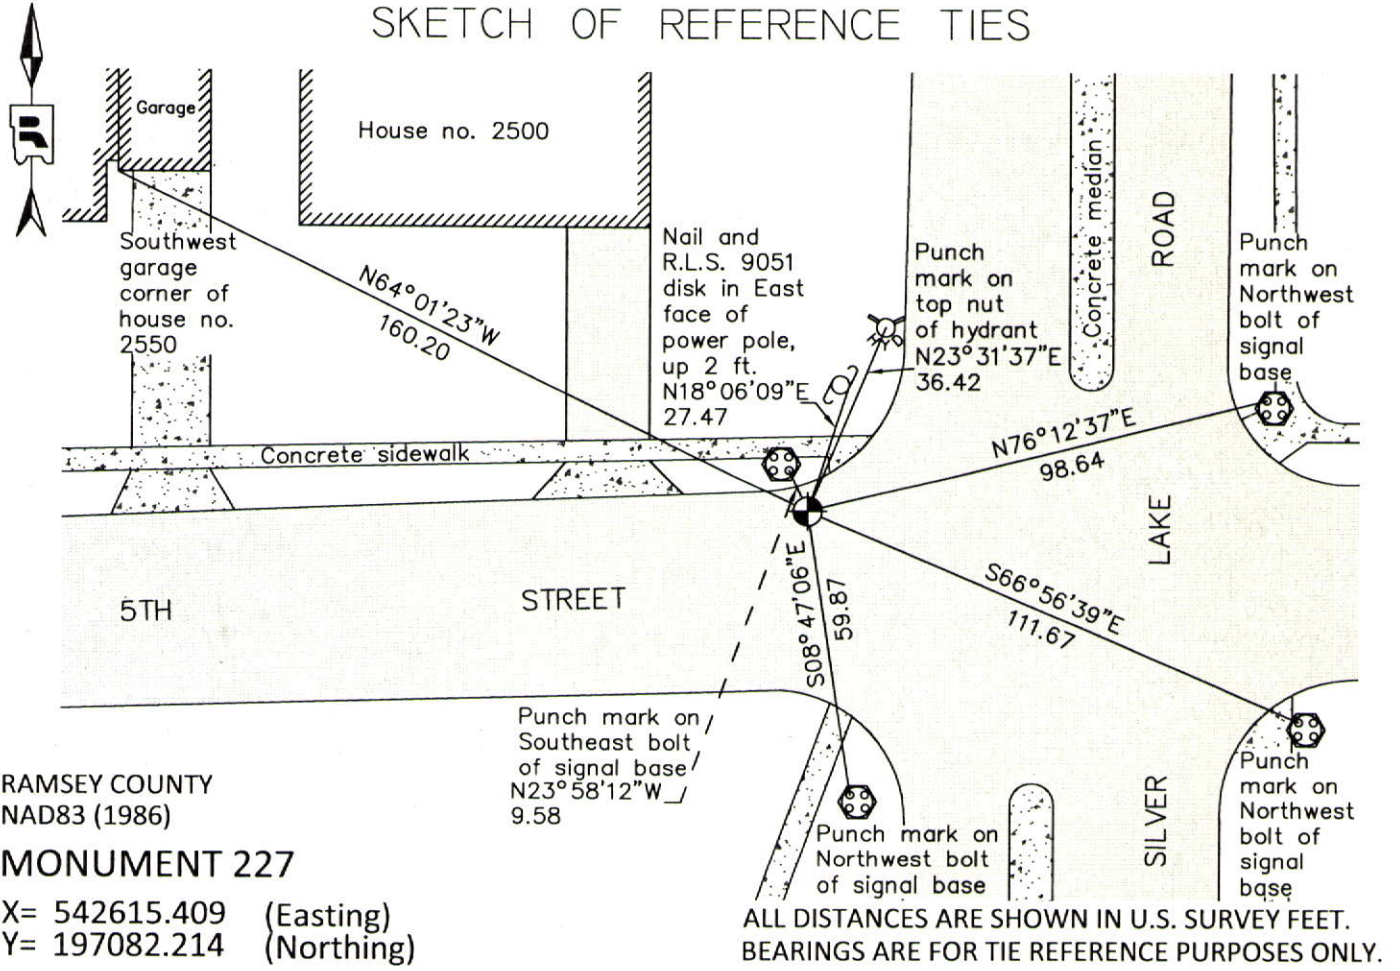 SKETCH OF REFERENCE TIES
R
Garage
House no. 2500
Southwest
garage
corner of
house no.
2550
N64°01'23"W
160.20
Nail and
R.L.S. 9051
disk in East
face of
power pole,
up 2 ft.
N18°06'09"E
27.47
HYD
Punch
mark on
top nut
of hydrant
N23°31'37"E
36.42
Concrete median
ROAD
Punch
mark on
Northwest
bolt of
signal
base
N76°12'37"E
98.64
Concrete sidewalk
LAKE
S66°56'39"E
111.67
S08°47'06"E
59.87
5TH STREET
Punch mark on
Southeast bolt
of signal base
N23°58'12"W
9.58
SILVER
Punch mark on
Northwest bolt
of signal base
Punch
mark on
Northwest
bolt of
signal
base
RAMSEY COUNTY
NAD83 (1986)
MONUMENT 227
X= 542615.409 (Easting)
Y= 197082.214 (Northing)
ALL DISTANCES ARE SHOWN IN U.S. SURVEY FEET.
BEARINGS ARE FOR TIE REFERENCE PURPOSES ONLY.